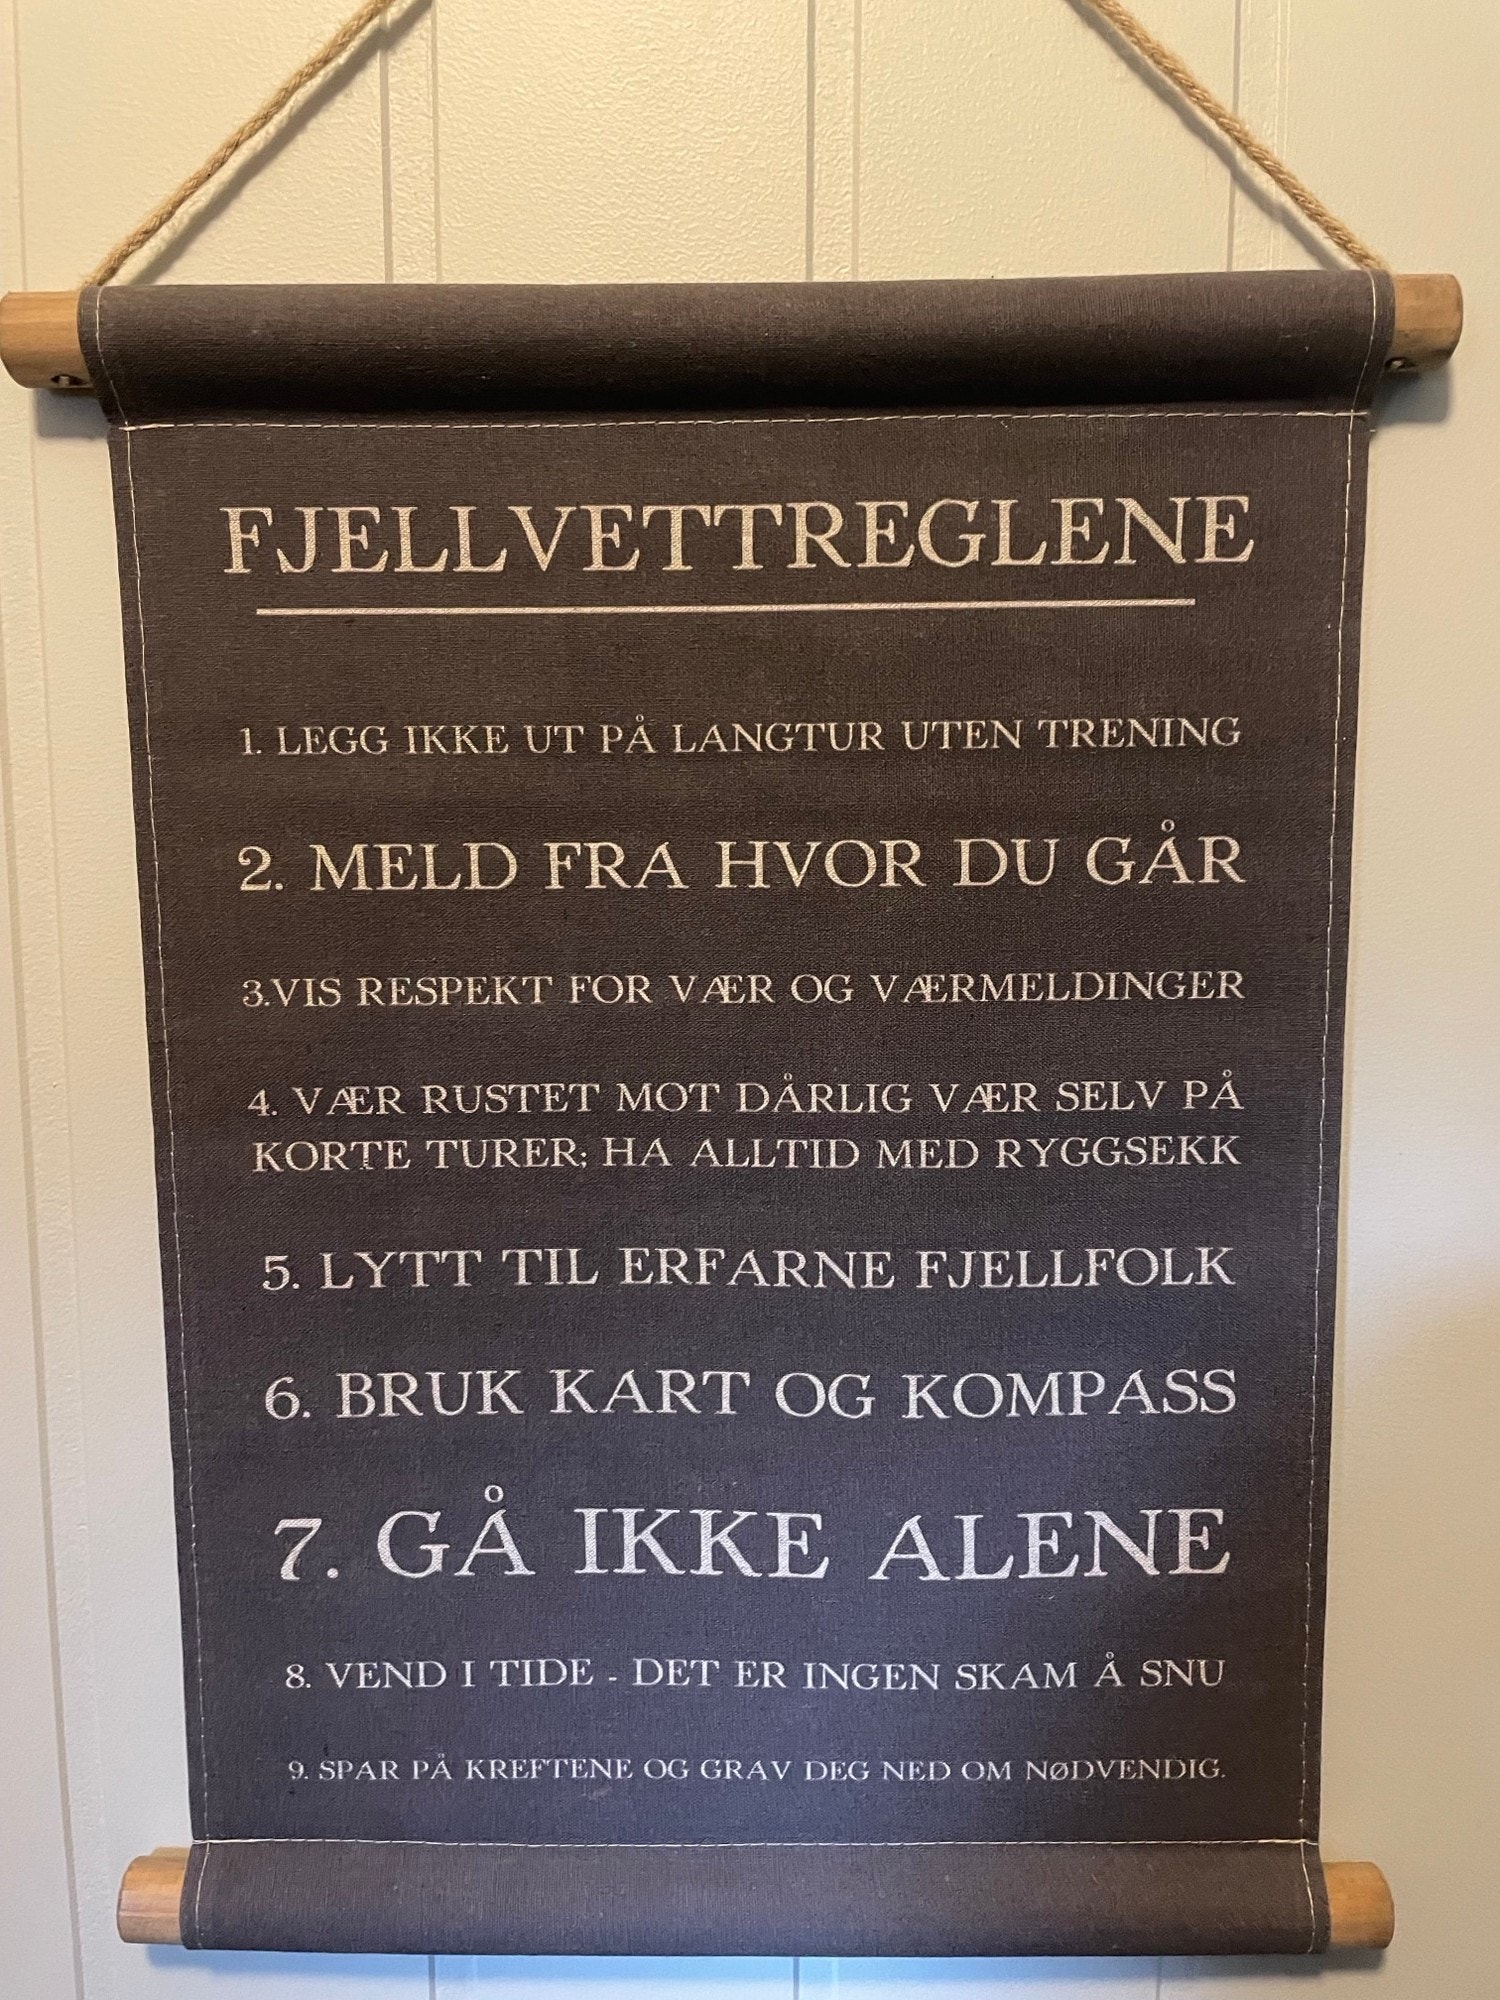 FJELLVETTREGLENE
1. LEGG IKKE UT PÅ LANGTUR UTEN TRENING
2. MELD FRA HVOR DU GÅR
3.VIS RESPEKT FOR VÆR OG VÆRMELDINGER
4. VÆR RUSTET MOT DÅRLIG VÆR SELV PÅ
KORTE TURER; HA ALLTID MED RYGGSEKK
5. LYTT TIL ERFARNE FJELLFOLK
6. BRUK KART OG KOMPASS
7. GÅ IKKE ALENE
8. VEND I TIDE - DET ER INGEN SKAM Å SNU
9. SPAR PÅ KREFTENE OG GRAV DEG NED OM NØDVENDIG.